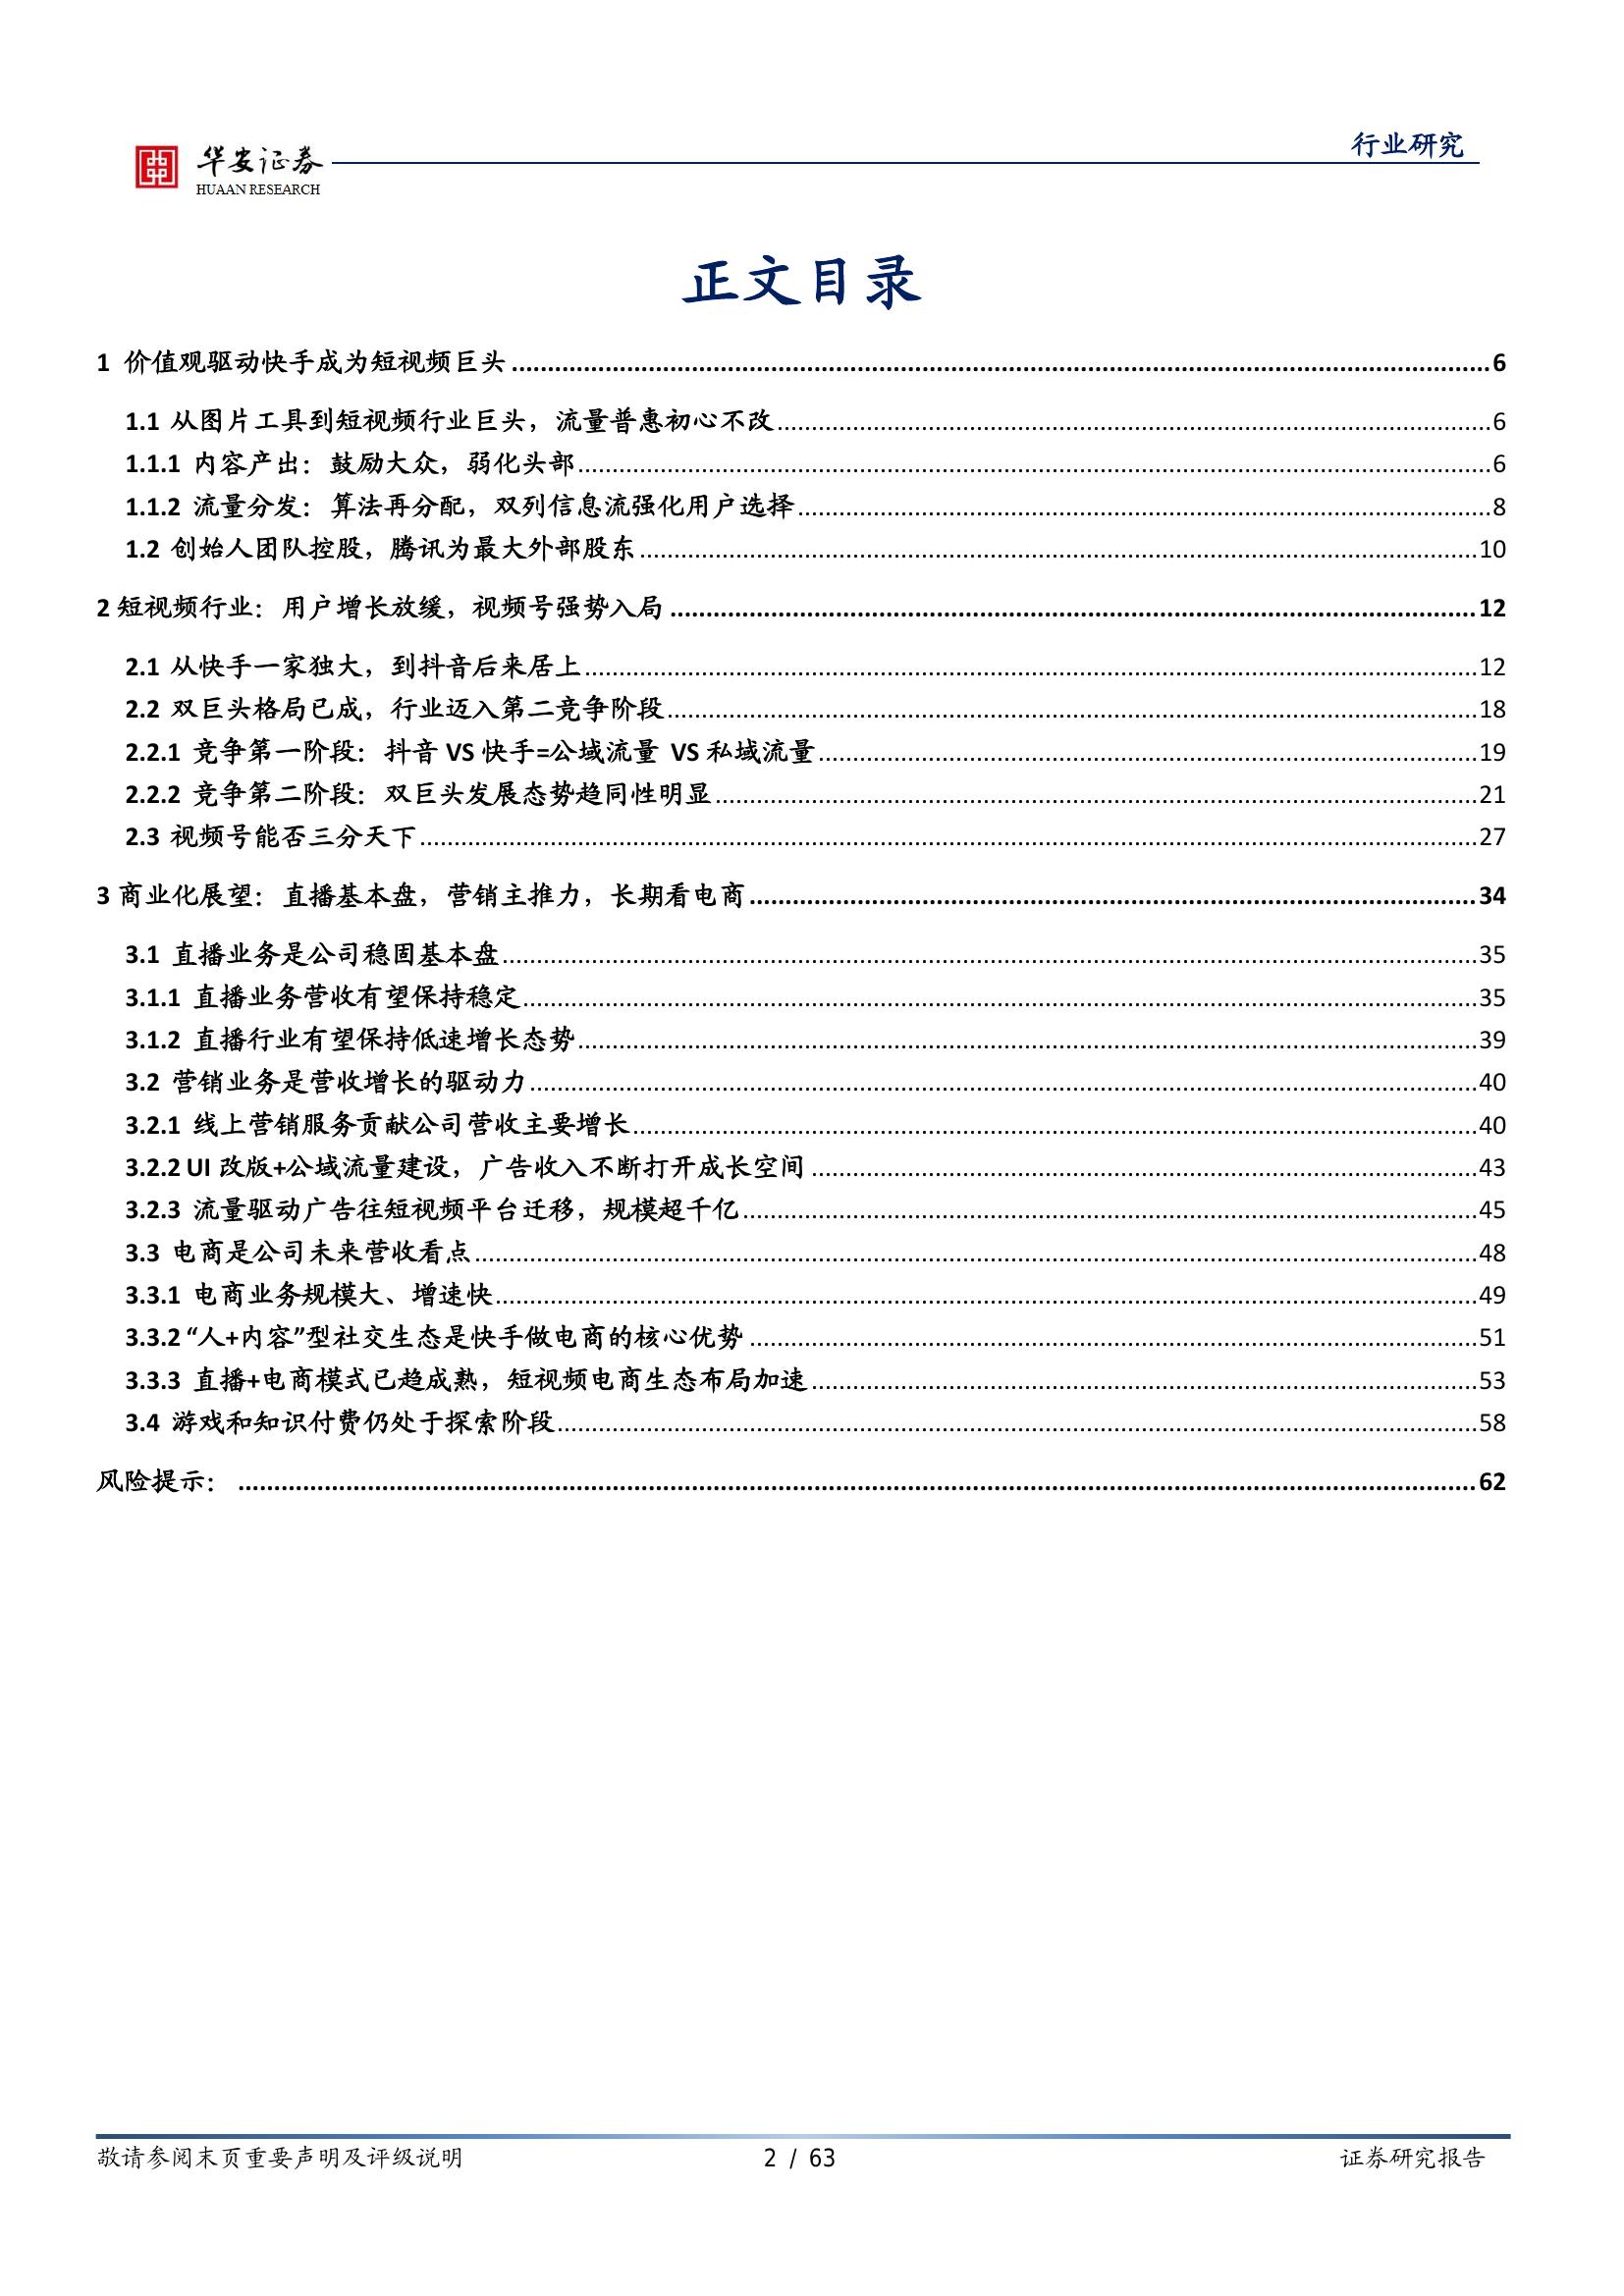 华安证券
HUAAN RESEARCH
行业研究
正文目录
1 价值观驱动快手成为短视频巨头 6
1.1 从图片工具到短视频行业巨头，流量普惠初心不改 6
1.1.1 内容产出：鼓励大众，弱化头部 6
1.1.2 流量分发：算法再分配，双列信息流强化用户选择 8
1.2 创始人团队控股，腾讯为最大外部股东 10
2 短视频行业：用户增长放缓，视频号强势入局 12
2.1 从快手一家独大，到抖音后来居上 12
2.2 双巨头格局已成，行业迈入第二竞争阶段 18
2.2.1 竞争第一阶段：抖音 VS 快手=公域流量 VS 私域流量 19
2.2.2 竞争第二阶段：双巨头发展态势趋同性明显 21
2.3 视频号能否三分天下 27
3 商业化展望：直播基本盘，营销主推力，长期看电商 34
3.1 直播业务是公司稳固基本盘 35
3.1.1 直播业务营收有望保持稳定 35
3.1.2 直播行业有望保持低速增长态势 39
3.2 营销业务是营收增长的驱动力 40
3.2.1 线上营销服务贡献公司营收主要增长 40
3.2.2 UI 改版+公域流量建设，广告收入不断打开成长空间 43
3.2.3 流量驱动广告往短视频平台迁移，规模超千亿 45
3.3 电商是公司未来营收看点 48
3.3.1 电商业务规模大、增速快 49
3.3.2 “人+内容”型社交生态是快手做电商的核心优势 51
3.3.3 直播+电商模式已趋成熟，短视频电商生态布局加速 53
3.4 游戏和知识付费仍处于探索阶段 58
风险提示： 62
敬请参阅末页重要声明及评级说明 2 / 63 证券研究报告